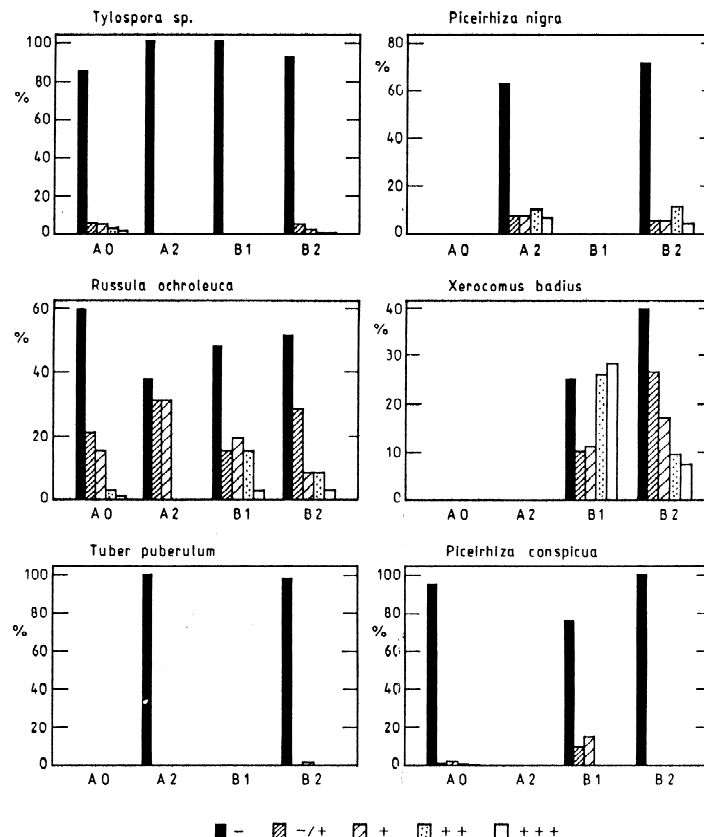 Tylospora sp.
100
80
%
60
40
20
0
A0 A2 B1 B2
Piceirhiza nigra
80
%
60
40
20
0
A0 A2 B1 B2
Russula ochroleuca
60
%
40
20
0
A0 A2 B1 B2
Xerocomus badius
40
%
30
20
10
0
A0 A2 B1 B2
Tuber puberulum
100
80
%
60
40
20
0
A0 A2 B1 B2
Piceirhiza conspicua
100
80
%
60
40
20
0
A0 A2 B1 B2
- -/+ + ++ +++